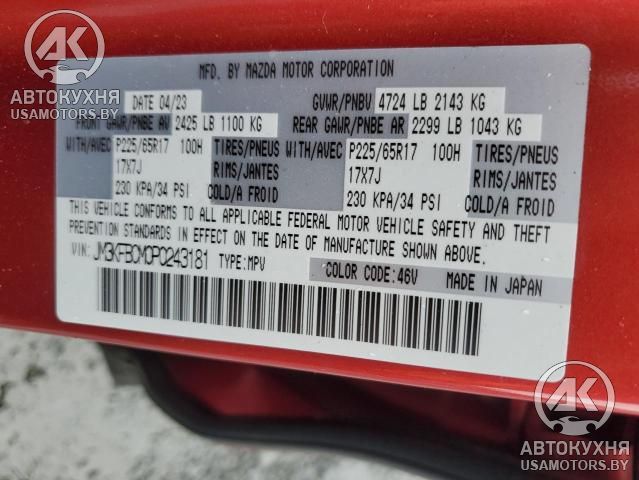 AK
АВТОКУХНЯ
USAMOTORS.BY
MFD. BY MAZDA MOTOR CORPORATION
DATE 04/23 GVWR/PNBV 4724 LB 2143 KG
FRONT GAWR/PNBE AV 2425 LB 1100 KG REAR GAWR/PNBE AR 2299 LB 1043 KG
WITH/AVEC P225/65R17 100H TIRES/PNEUS WITH/AVEC P225/65R17 100H TIRES/PNEUS
17X7J RIMS/JANTES 17X7J RIMS/JANTES
230 KPA/34 PSI COLD/A FROID 230 KPA/34 PSI COLD/A FROID
THIS VEHICLE CONFORMS TO ALL APPLICABLE FEDERAL MOTOR VEHICLE SAFETY AND THEFT
PREVENTION STANDARDS IN EFFECT ON THE DATE OF MANUFACTURE SHOWN ABOVE.
VIN: JM3KFBCM0P0243181 TYPE: MPV COLOR CODE: 46V MADE IN JAPAN
AK
АВТОКУХНЯ
USAMOTORS.BY